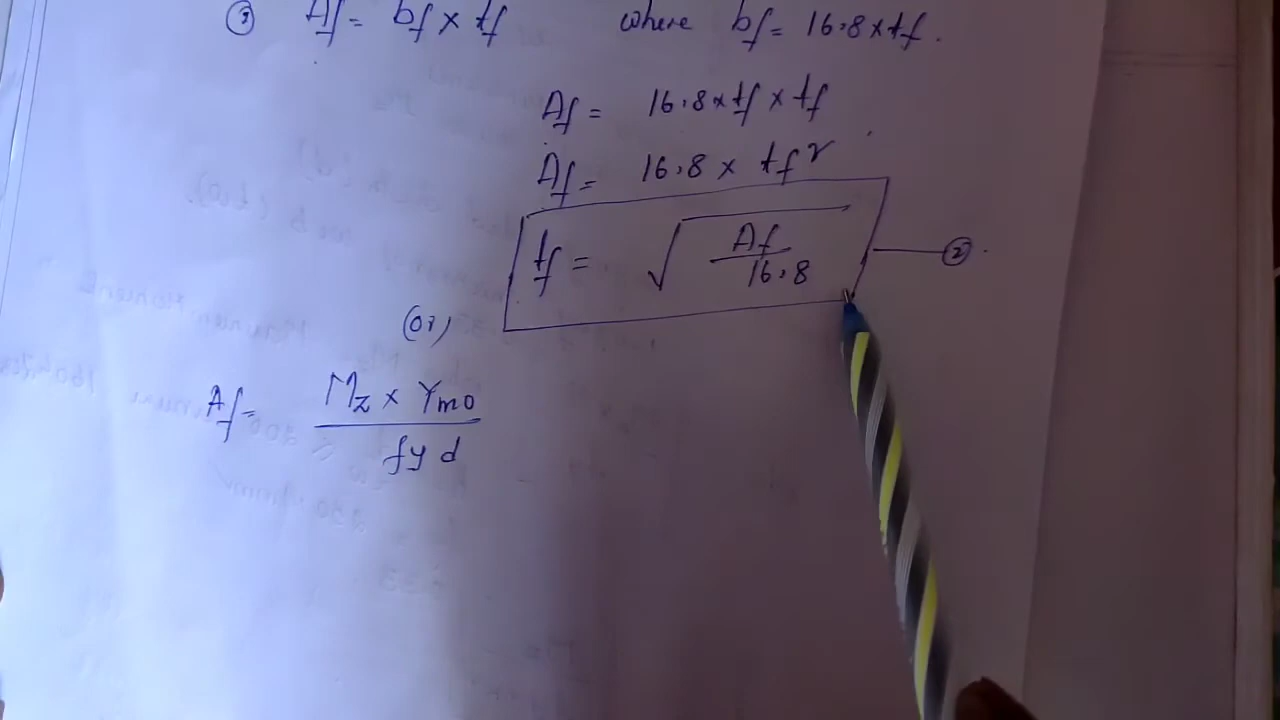 ③ Af = bf × tf where bf = 16.8 × tf.
Af = 16.8 × tf × tf
Af = 16.8 × tf²
tf = √(Af / 16.8) — ②
(or)
Af = Mz × γm0 / fy d